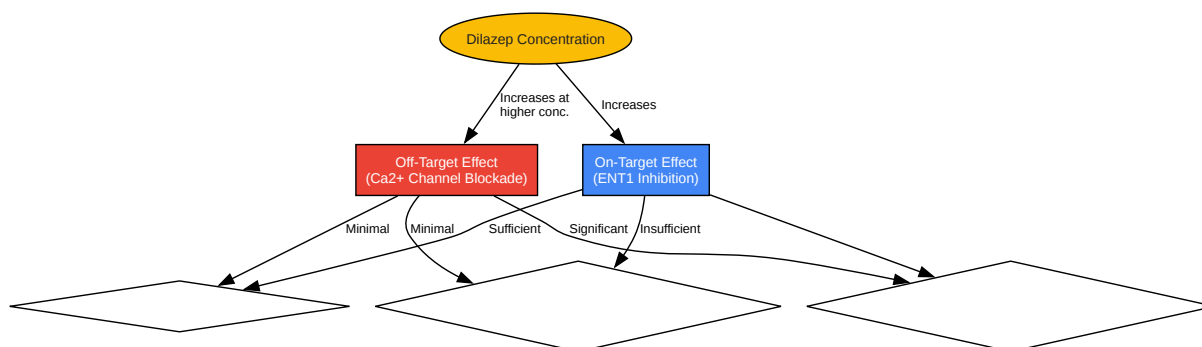 Dilazep Concentration
Increases at
higher conc.
Increases
Off-Target Effect
(Ca2+ Channel Blockade)
On-Target Effect
(ENT1 Inhibition)
Minimal
Minimal
Sufficient
Significant
Insufficient